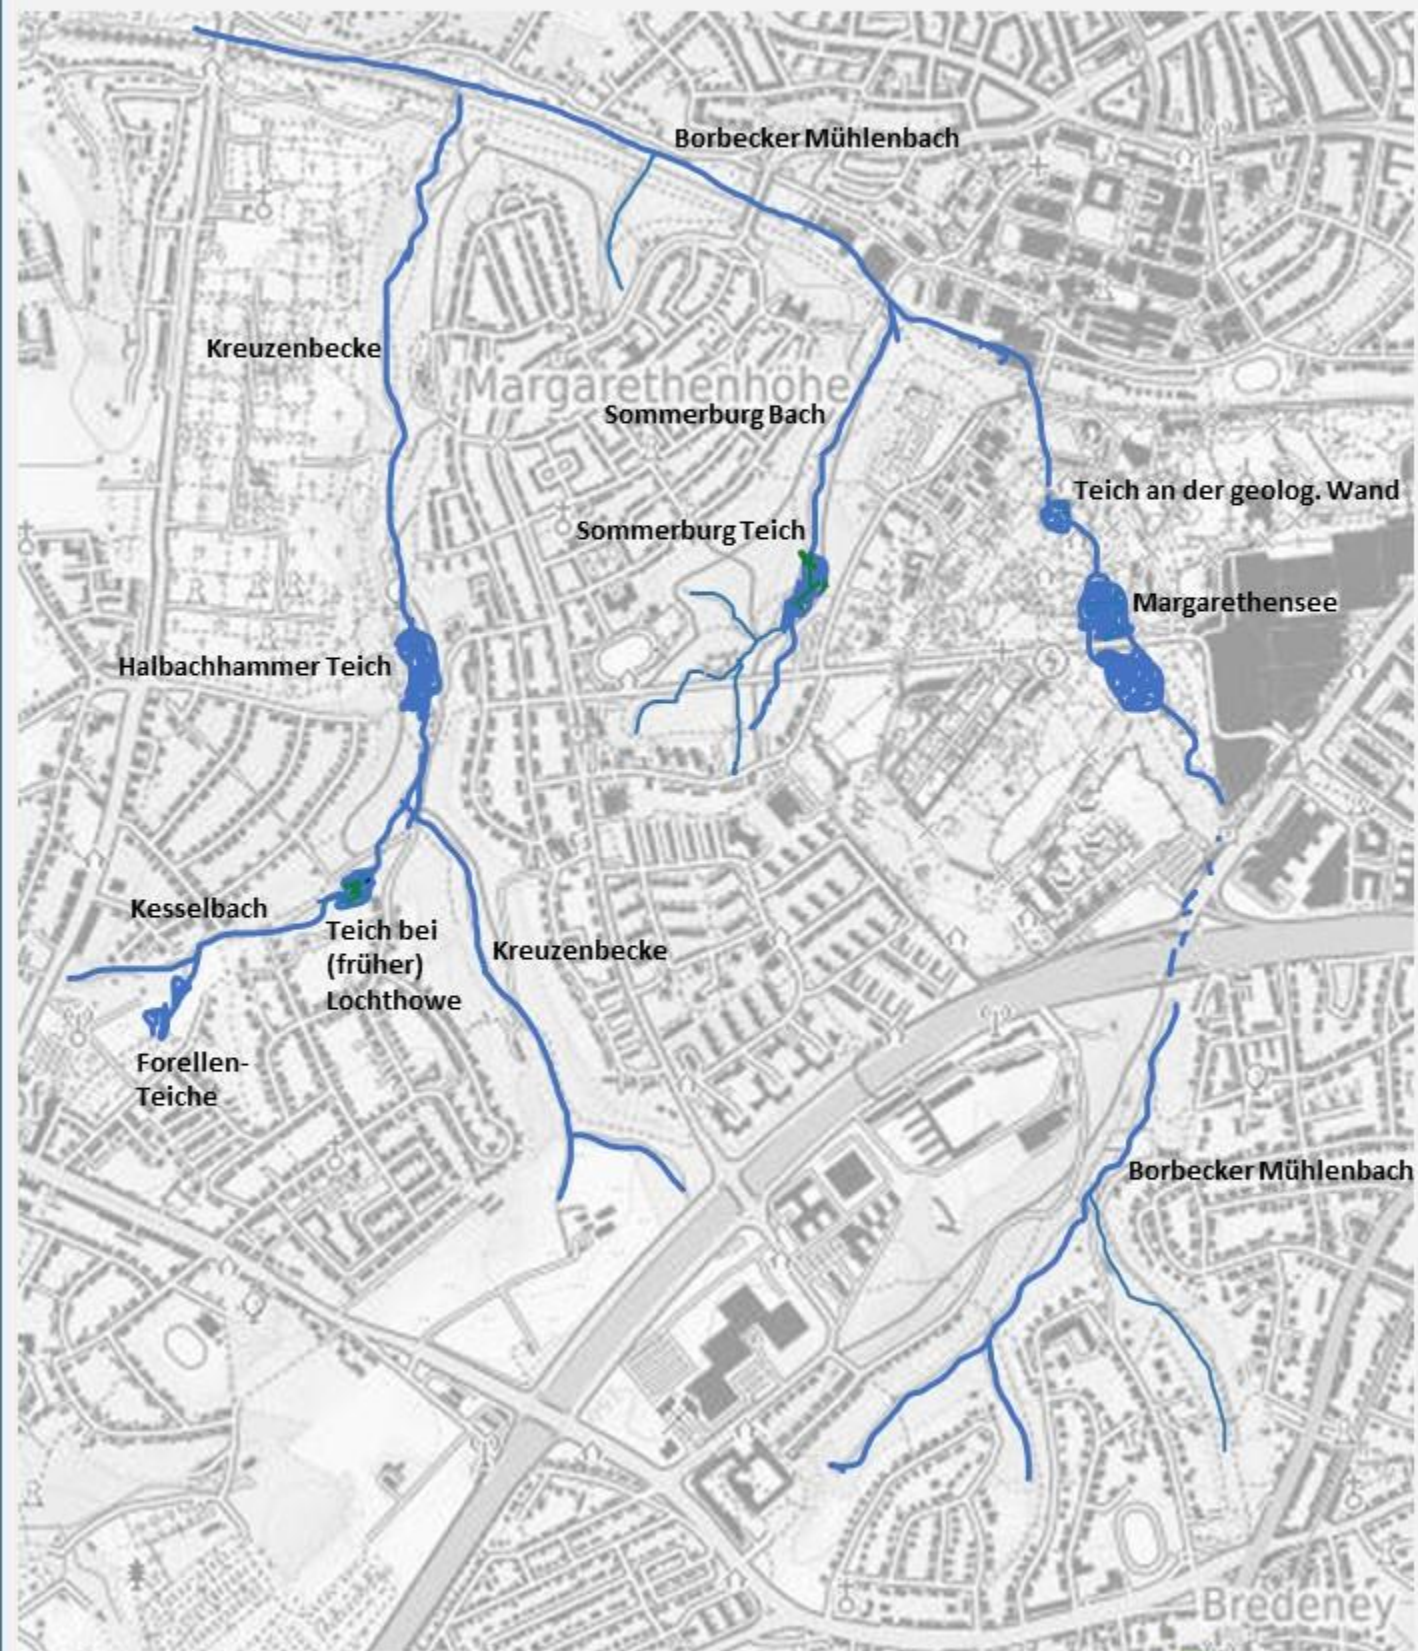 Borbecker Mühlenbach
Kreuzenbecke
Margarethenhöhe
Sommerburg Bach
Teich an der geolog. Wand
Sommerburg Teich
Margarethensee
Halbachhammer Teich
Kesselbach
Teich bei
(früher)
Lochthowe
Kreuzenbecke
Forellen-
Teiche
Borbecker Mühlenbach
Bredeney